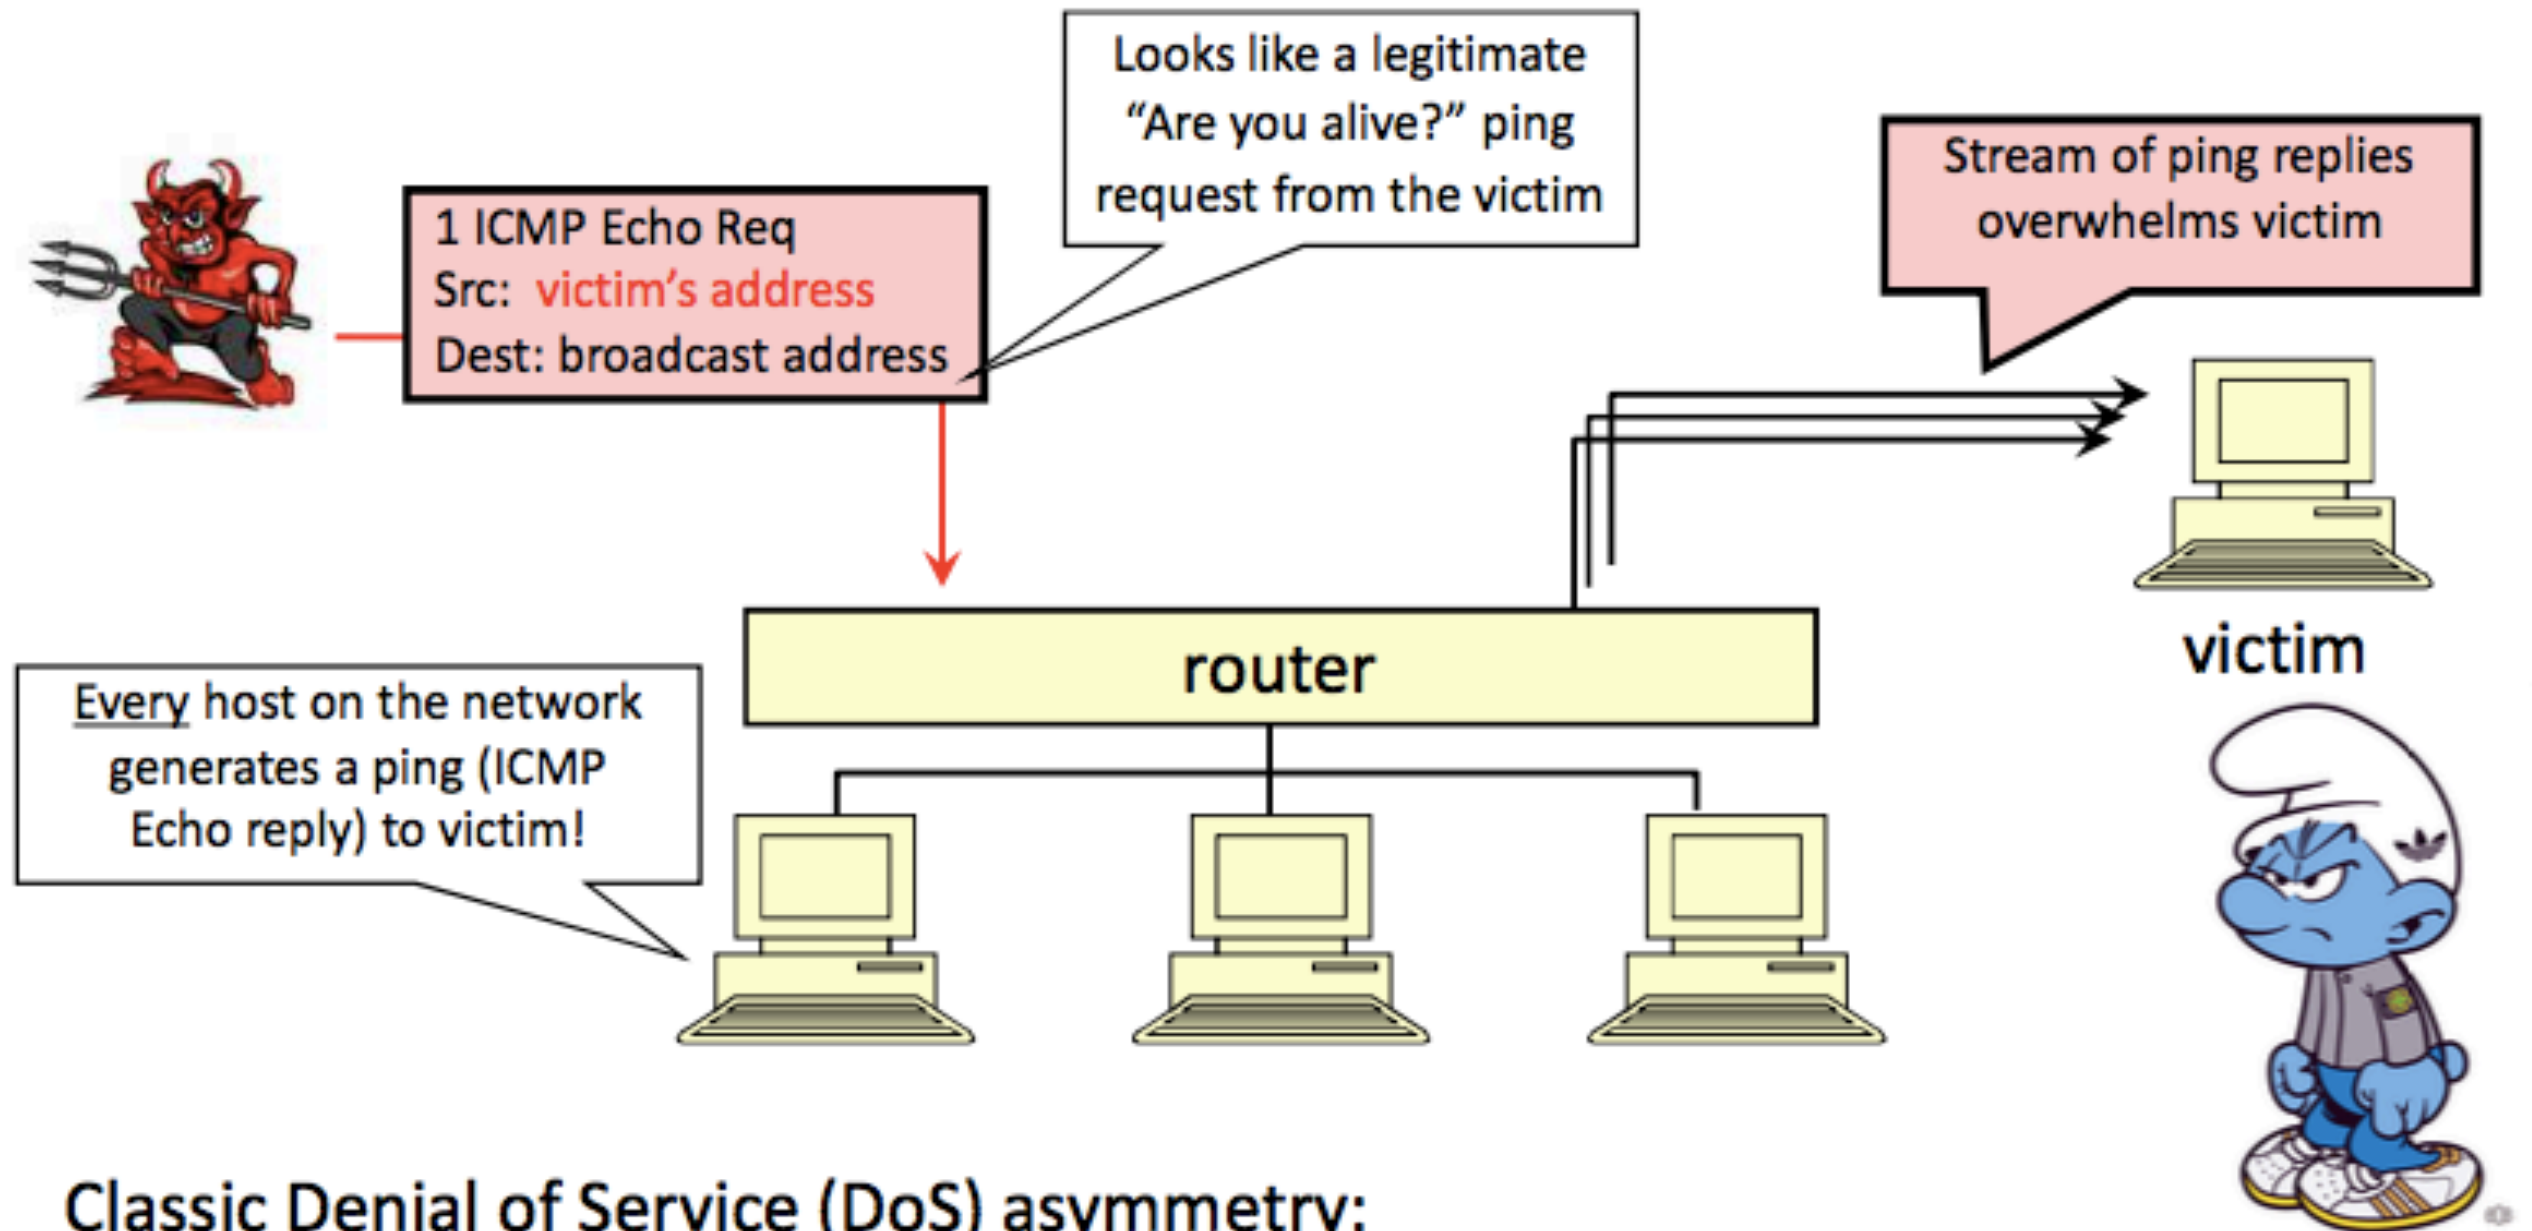 Looks like a legitimate
“Are you alive?” ping
request from the victim
Stream of ping replies
overwhelms victim
1 ICMP Echo Req
Src: victim’s address
Dest: broadcast address
router
victim
Every host on the network
generates a ping (ICMP
Echo reply) to victim!
Classic Denial of Service (DoS) asymmetry: